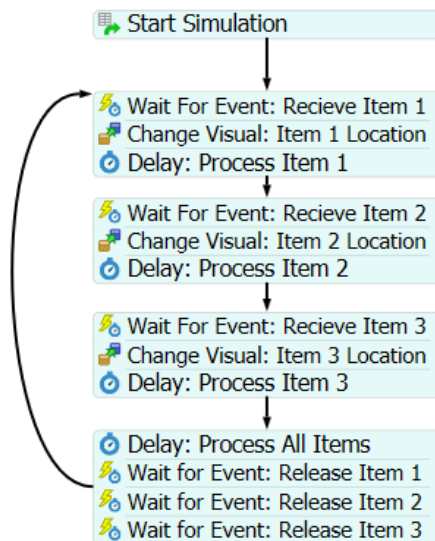 Start Simulation
Wait For Event: Recieve Item 1
Change Visual: Item 1 Location
Delay: Process Item 1
Wait For Event: Recieve Item 2
Change Visual: Item 2 Location
Delay: Process Item 2
Wait For Event: Recieve Item 3
Change Visual: Item 3 Location
Delay: Process Item 3
Delay: Process All Items
Wait for Event: Release Item 1
Wait for Event: Release Item 2
Wait for Event: Release Item 3